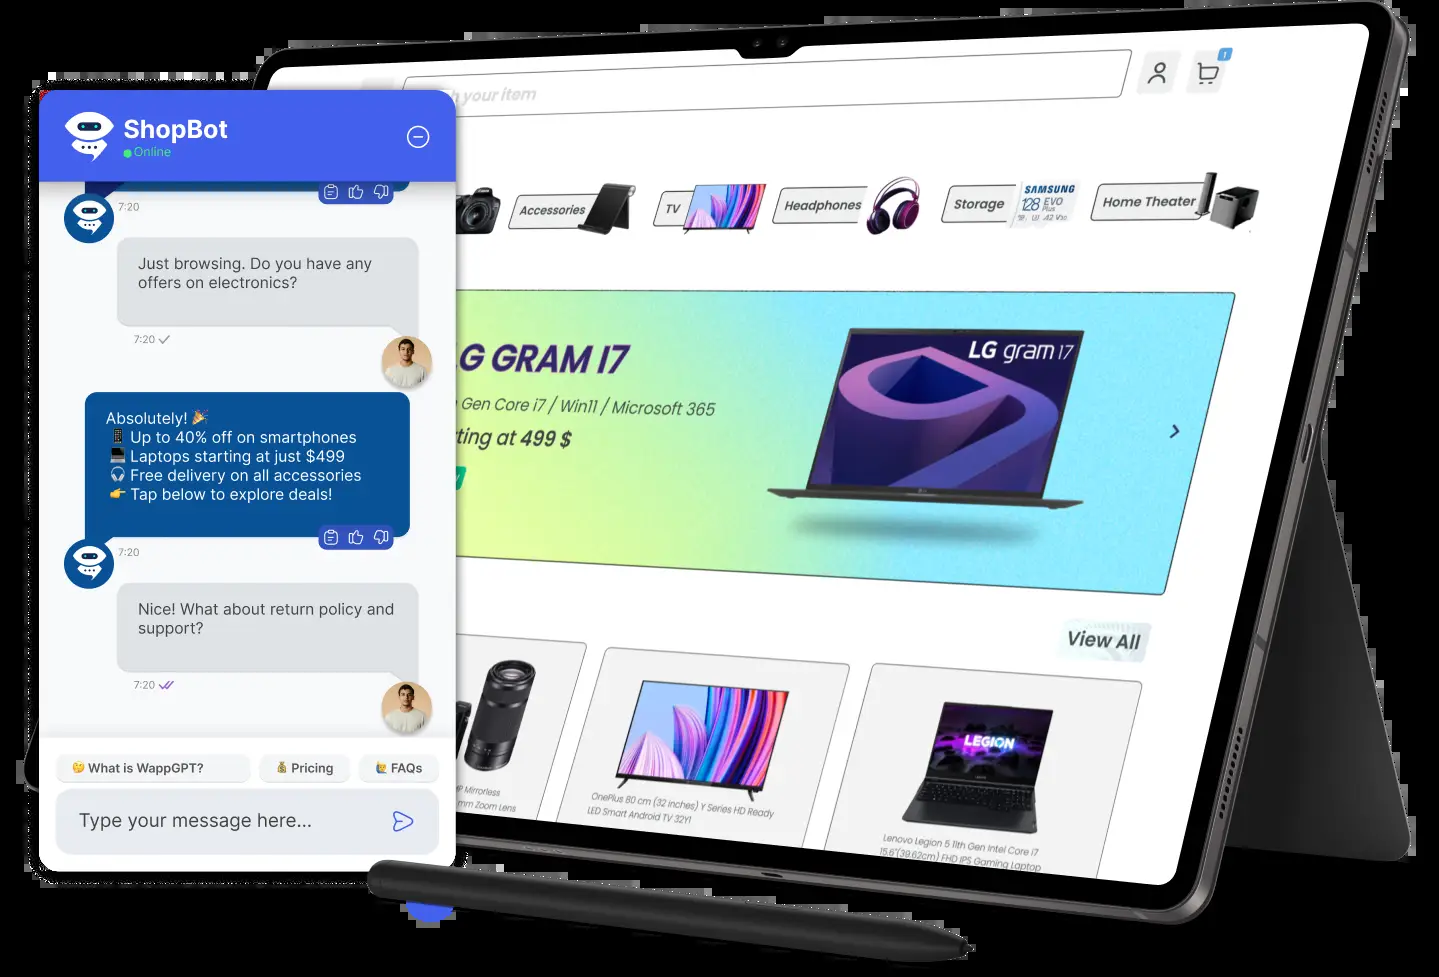 ShopBot
Online
7:20
Just browsing. Do you have any
offers on electronics?
7:20
Absolutely! 🎉
📱 Up to 40% off on smartphones
💻 Laptops starting at just $499
🎧 Free delivery on all accessories
👉 Tap below to explore deals!
7:20
Nice! What about return policy and
support?
7:20
🤔 What is WappGPT?
💰 Pricing
🙋 FAQs
Type your message here...
your item
1
Accessories
TV
Headphones
Storage
SAMSUNG
128 EVO
Plus
Home Theater
G GRAM I7
Gen Core i7 / Win11 / Microsoft 365
rting at 499 $
LG gram 17
View All
Mirrorless
mm Zoom Lens
OnePlus 80 cm (32 inches) Y Series HD Ready
LED Smart Android TV 32Y1
LEGION
Lenovo Legion 5 11th Gen Intel Core i7
15.6"(39.62cm) FHD IPS Gaming Laptop